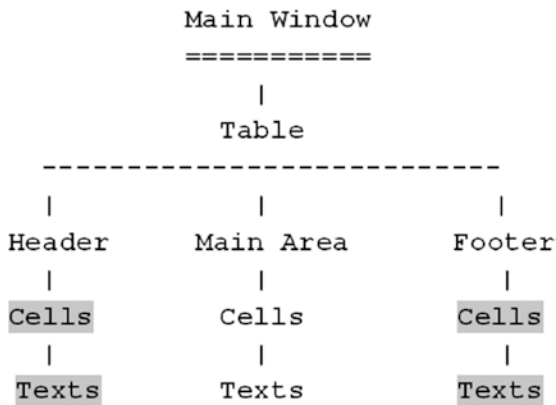 Main Window
===========
|
Table
----------------------------
| | |
Header Main Area Footer
| | |
Cells Cells Cells
| | |
Texts Texts Texts